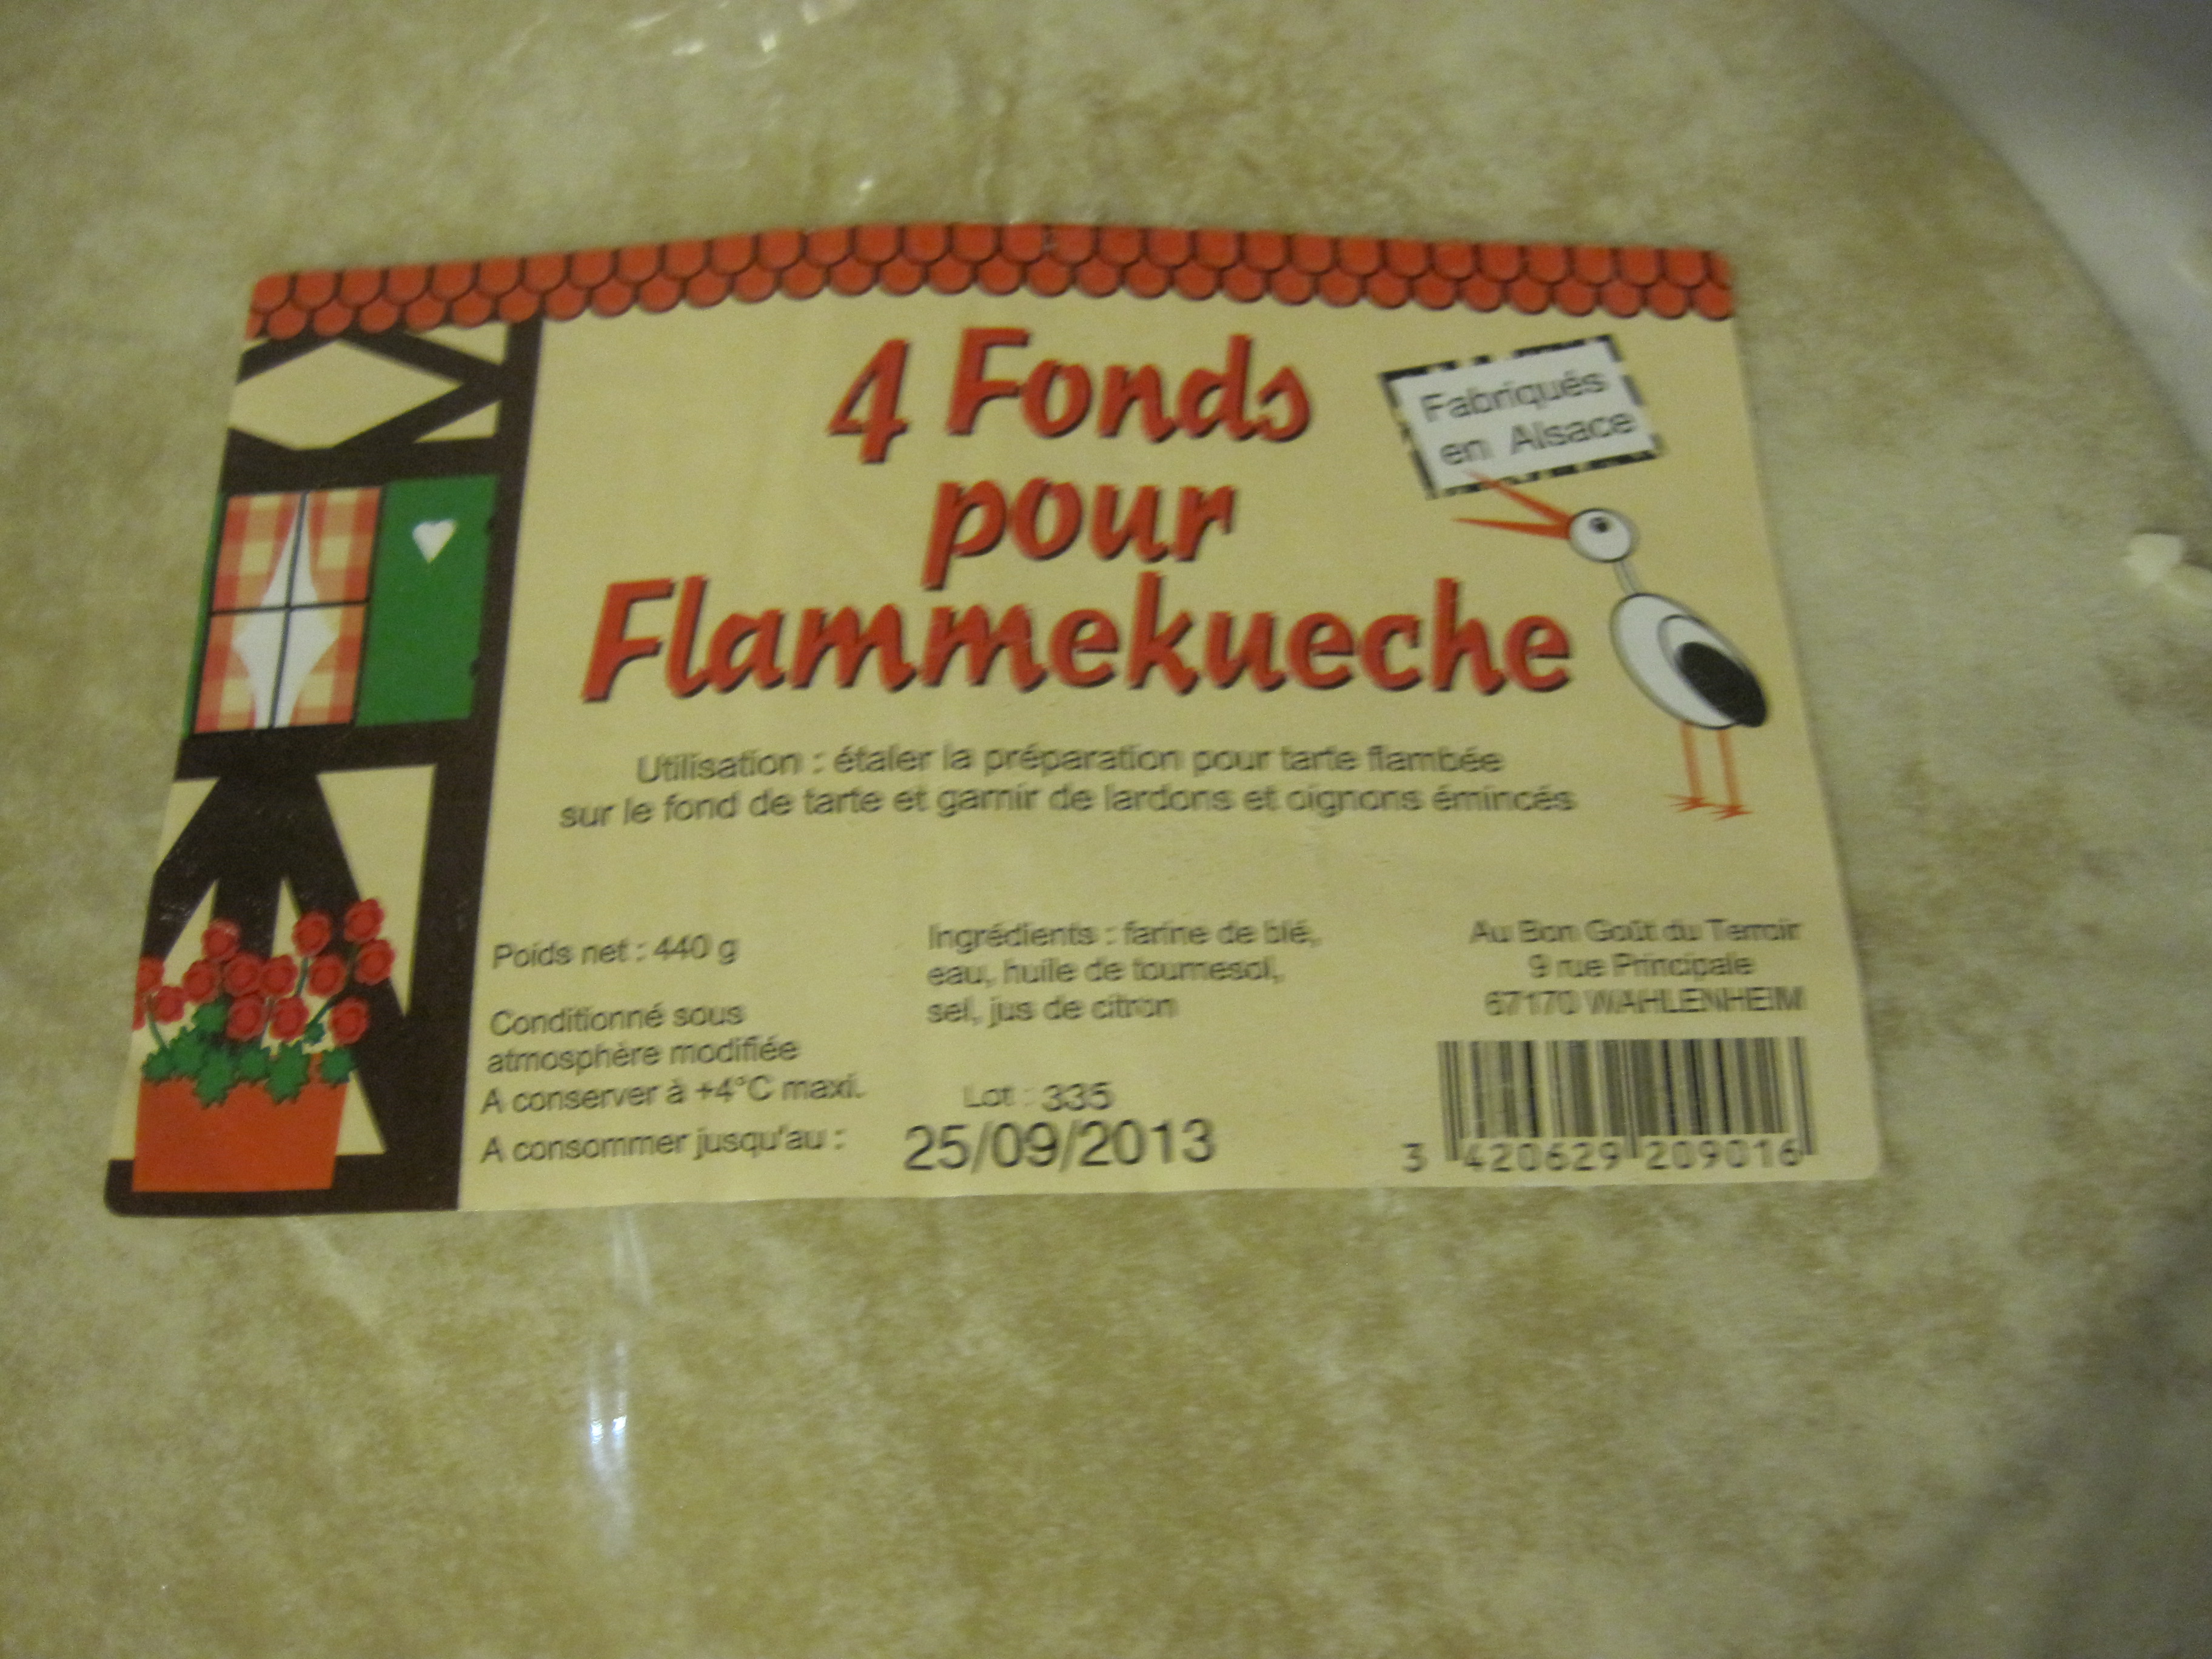 4 Fonds
pour
Flammekueche
Fabriqués
en Alsace
Utilisation : étaler la préparation pour tarte flambée
sur le fond de tarte et garnir de lardons et oignons émincés
Poids net : 440 g
Conditionné sous
atmosphère modifiée
A conserver à +4°C maxi.
A consommer jusqu'au :
Ingrédients : farine de blé,
eau, huile de tournesol,
sel, jus de citron
Lot : 335
25/09/2013
Au Bon Goût du Terroir
9 rue Principale
67170 WAHLENHEIM
3 420629 209016